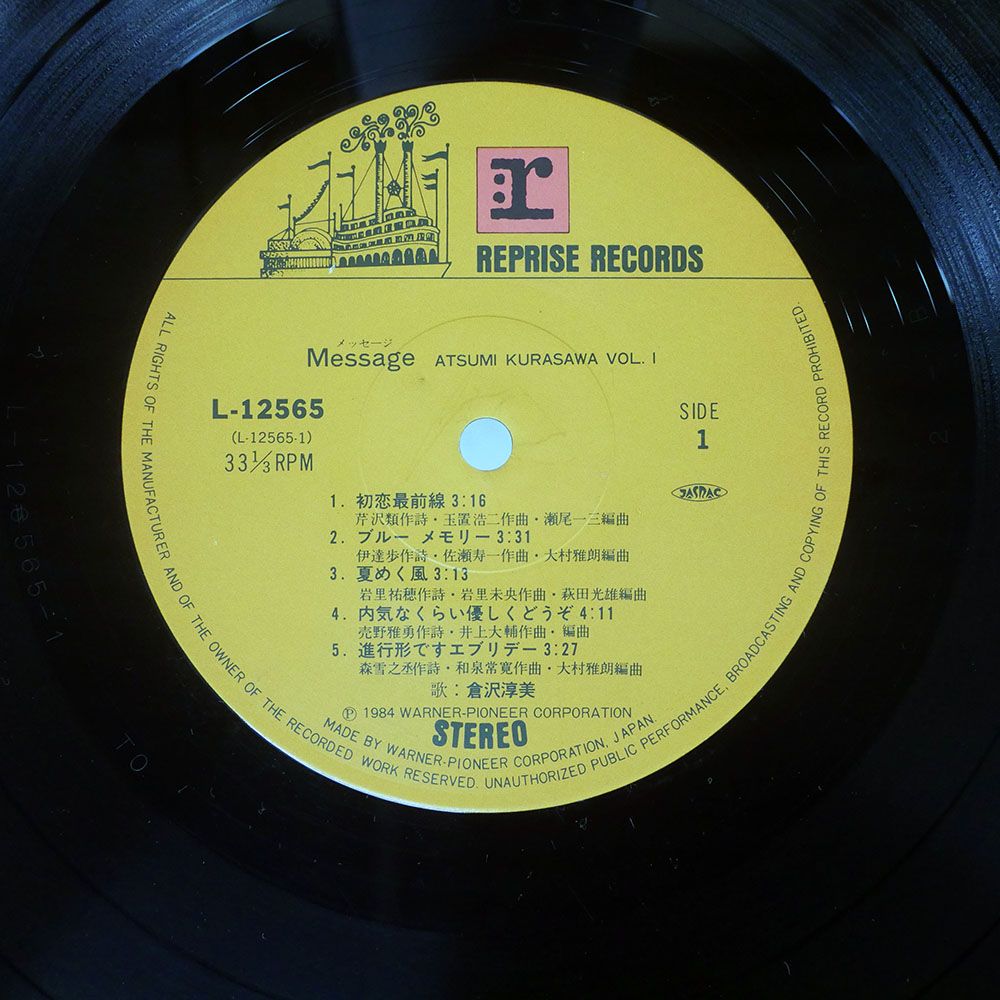 r
REPRISE RECORDS
メッセージ
Message ATSUMI KURASAWA VOL. I
L-12565
(L-12565-1)
33 1/3 RPM
SIDE
1
JASRAC
1. 初恋最前線 3:16
芹沢類作詩・玉置浩二作曲・瀬尾一三編曲
2. ブルー メモリー 3:31
伊達歩作詩・佐瀬寿一作曲・大村雅朗編曲
3. 夏めく風 3:13
岩里祐穂作詩・岩里未央作曲・萩田光雄編曲
4. 内気なくらい優しくどうぞ 4:11
売野雅勇作詩・井上大輔作曲・編曲
5. 進行形ですエブリデー 3:27
森雪之丞作詩・和泉常寛作曲・大村雅朗編曲
歌：倉沢淳美
Ⓟ 1984 WARNER-PIONEER CORPORATION
STEREO
MADE BY WARNER-PIONEER CORPORATION, JAPAN.
ALL RIGHTS OF THE MANUFACTURER AND OF THE OWNER OF THE RECORDED WORK RESERVED. UNAUTHORIZED PUBLIC PERFORMANCE, BROADCASTING AND COPYING OF THIS RECORD PROHIBITED.
L-12565-1